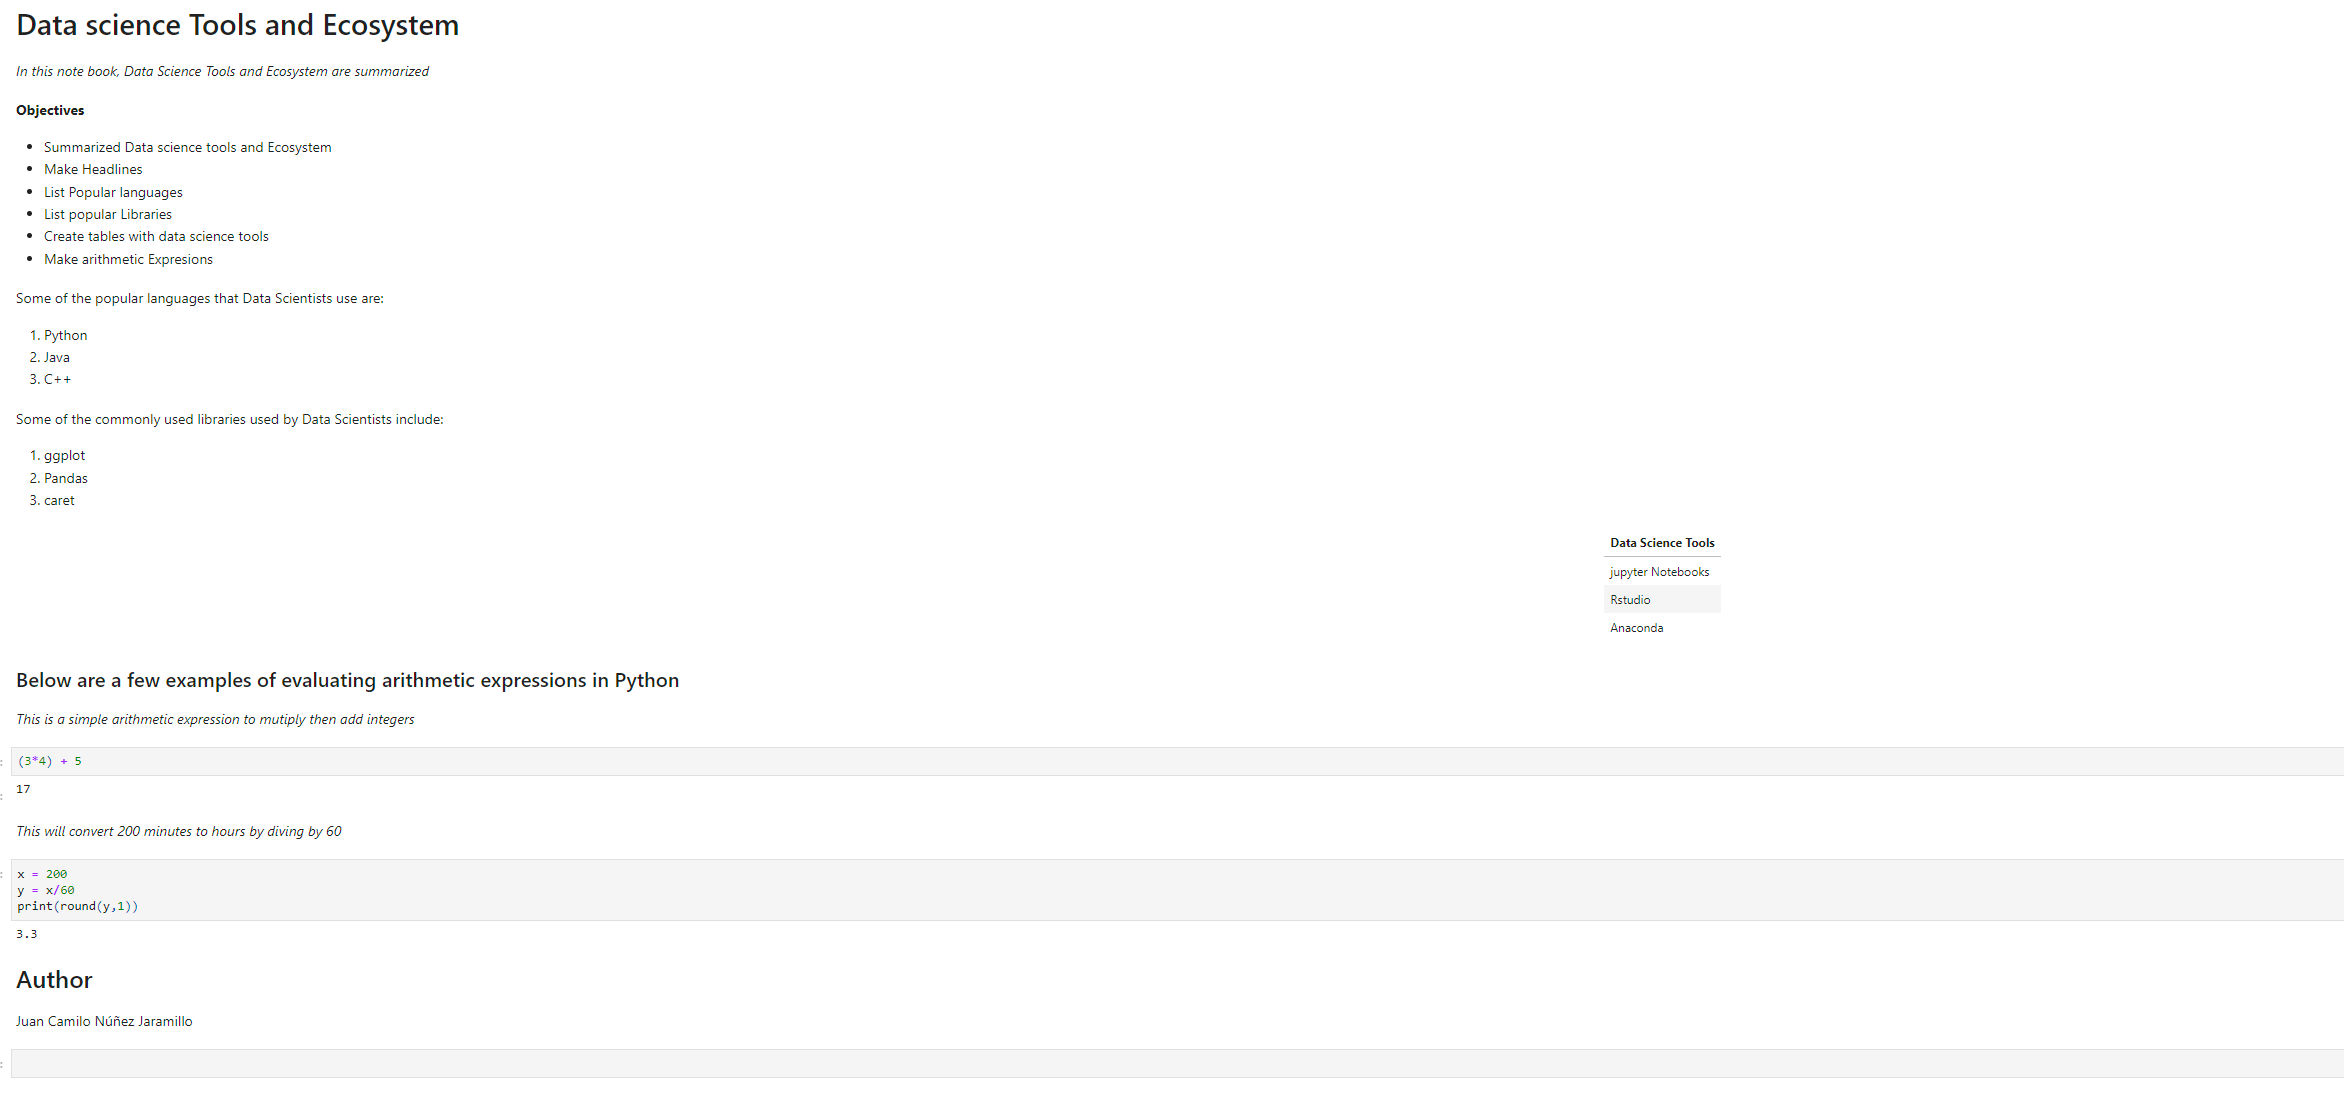 Data science Tools and Ecosystem
In this note book, Data Science Tools and Ecosystem are summarized
Objectives
• Summarized Data science tools and Ecosystem
• Make Headlines
• List Popular languages
• List popular Libraries
• Create tables with data science tools
• Make arithmetic Expresions
Some of the popular languages that Data Scientists use are:
1. Python
2. Java
3. C++
Some of the commonly used libraries used by Data Scientists include:
1. ggplot
2. Pandas
3. caret
Data Science Tools
jupyter Notebooks
Rstudio
Anaconda
Below are a few examples of evaluating arithmetic expressions in Python
This is a simple arithmetic expression to mutiply then add integers
(3*4) + 5
17
This will convert 200 minutes to hours by diving by 60
x = 200
y = x/60
print(round(y,1))
3.3
Author
Juan Camilo Núñez Jaramillo